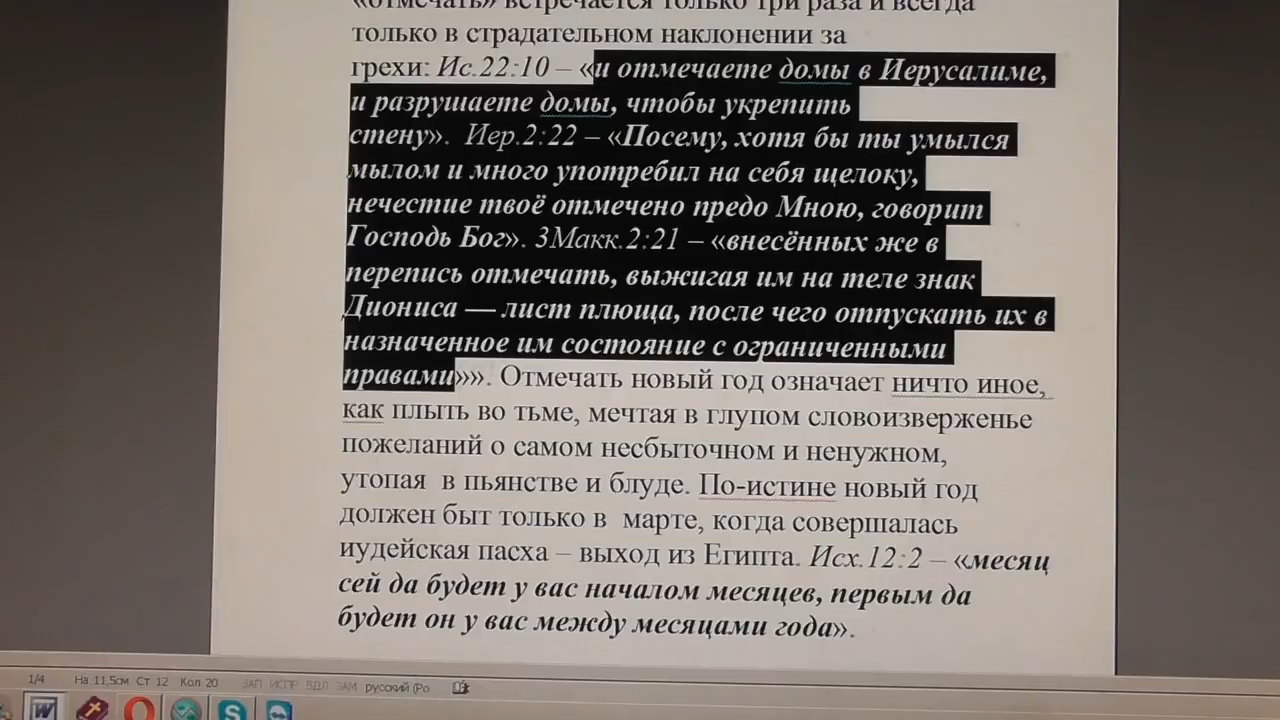 «отмечать» встречается только три раза и всегда
только в страдательном наклонении за
грехи: Ис.22:10 – «и отмечаете домы в Иерусалиме,
и разрушаете домы, чтобы укрепить
стену». Иер.2:22 – «Посему, хотя бы ты умылся
мылом и много употребил на себя щелоку,
нечестие твоё отмечено предо Мною, говорит
Господь Бог». 3Макк.2:21 – «внесённых же в
перепись отмечать, выжигая им на теле знак
Диониса — лист плюща, после чего отпускать их в
назначенное им состояние с ограниченными
правами»». Отмечать новый год означает ничто иное,
как плыть во тьме, мечтая в глупом словоизверженье
пожеланий о самом несбыточном и ненужном,
утопая в пьянстве и блуде. По-истине новый год
должен быт только в марте, когда совершалась
иудейская пасха – выход из Египта. Исх.12:2 – «месяц
сей да будет у вас началом месяцев, первым да
будет он у вас между месяцами года».
1/4 На 11,5см Ст 12 Кол 20 ЗАП ИСПР ВДЛ ЗАМ русский (Ро